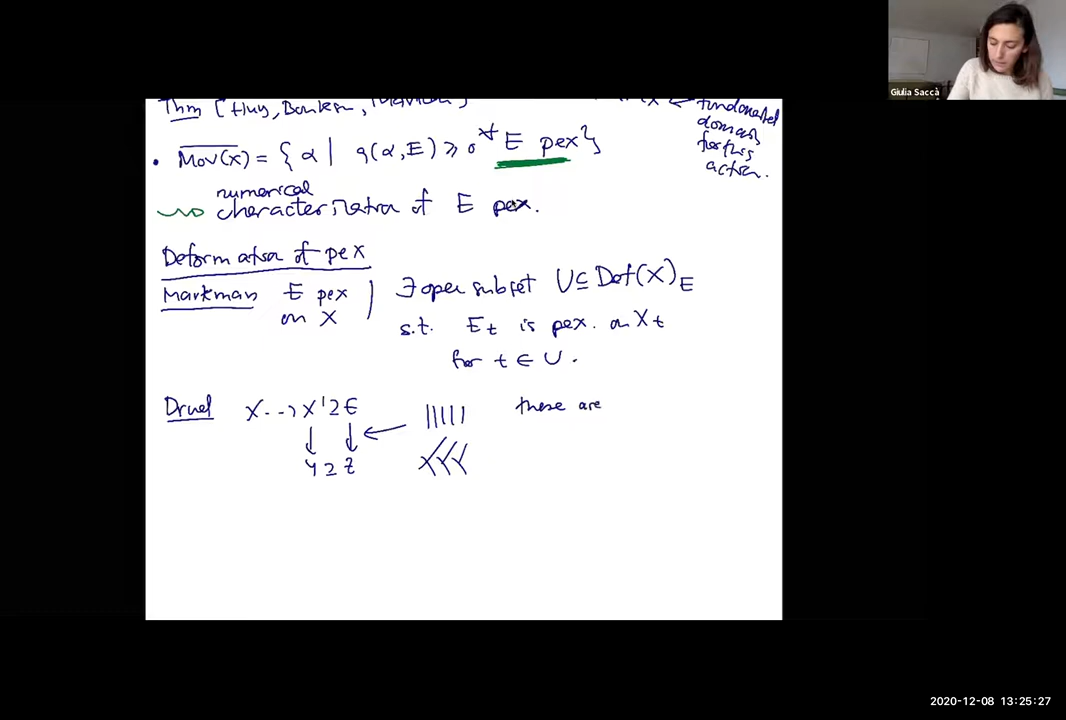 Thm [Huy, Bouksm, Markman]
fundamental
domain
for this
action.
• Mov(X) = { α | q(α, E) ≥ 0 ∀ E pex }
numerical
characterization of E pex.
Deformation of pex
Markman E pex on X | ∃ open subset U ⊆ Def(X)_E
s.t. E_t is pex. on X_t
for t ∈ U.
Druel X --> X' ⊇ E
these are
↓ ↓ ←
Y ⊇ Z
Giulia Saccà
2020-12-08 13:25:27